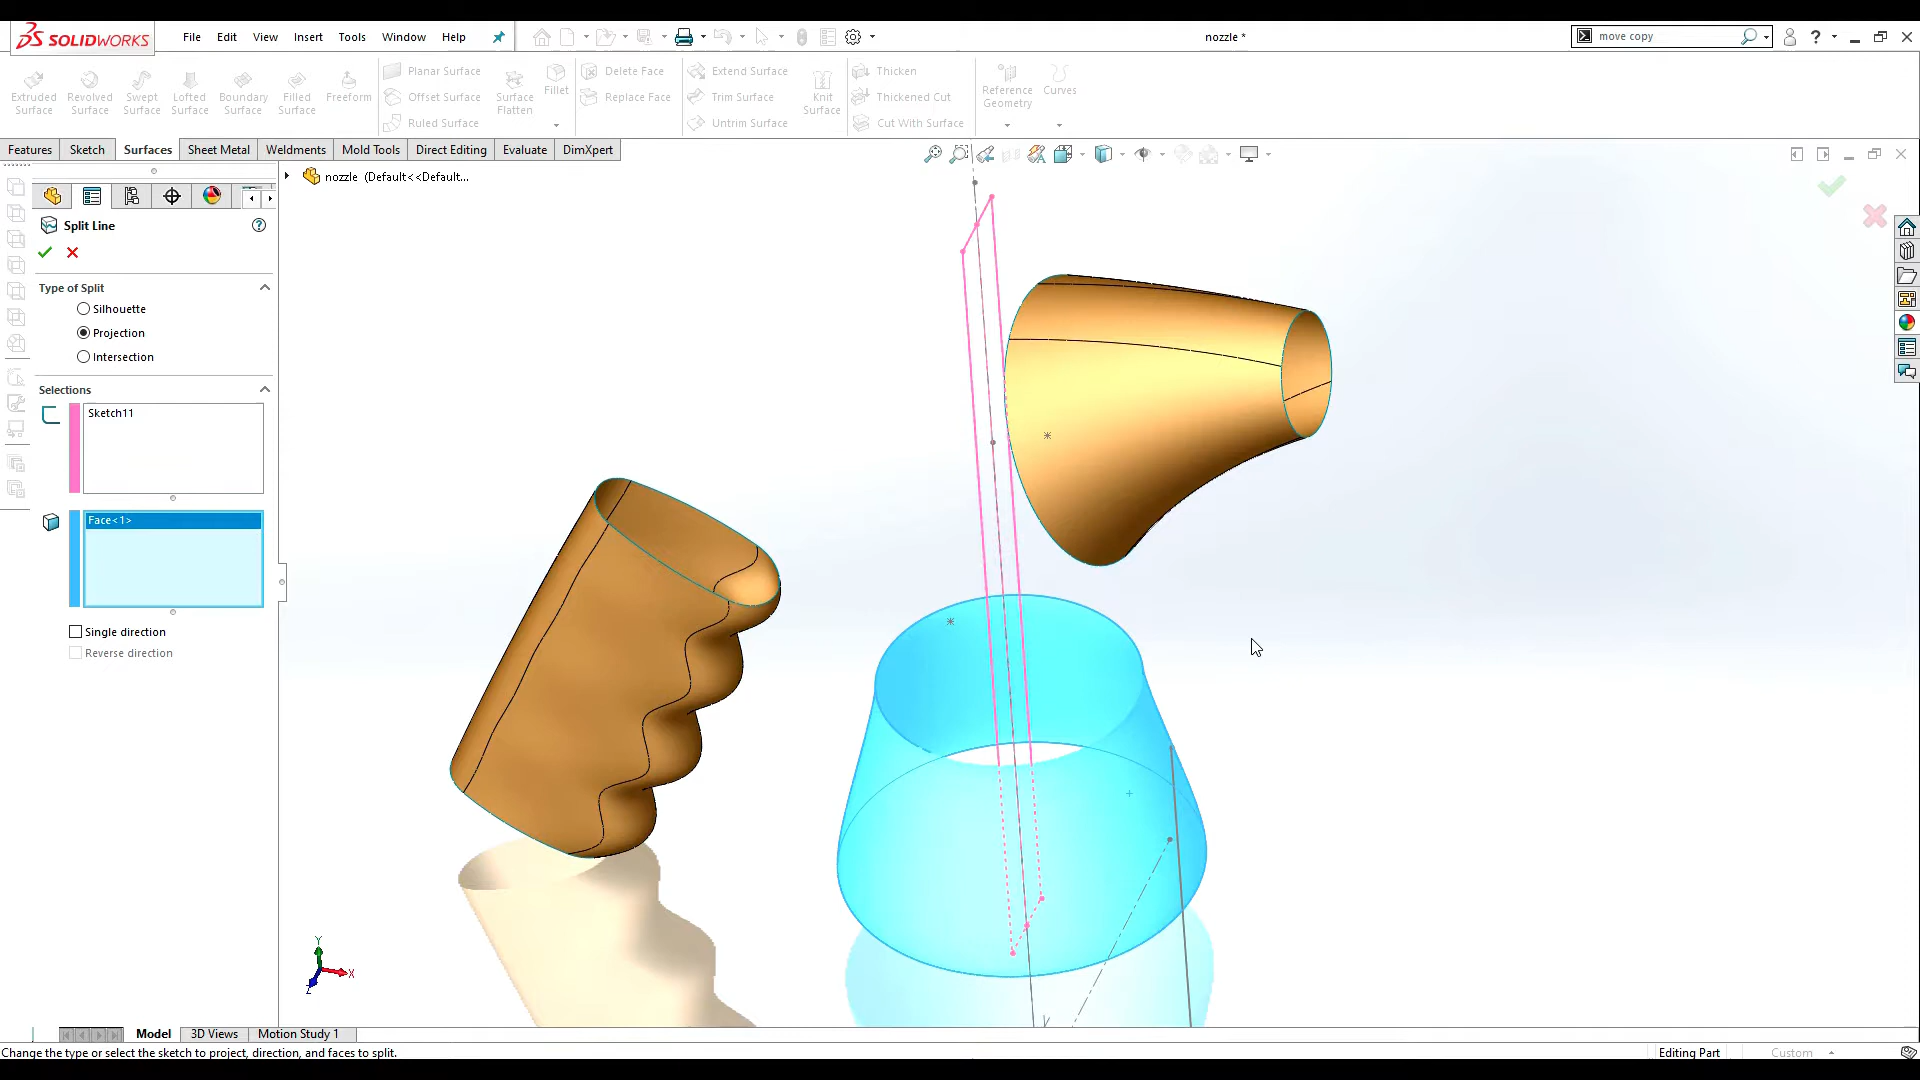 SOLIDWORKS File Edit View Insert Tools Window Help nozzle * move copy
Extruded Surface Revolved Surface Swept Surface Lofted Surface Boundary Surface Filled Surface Freeform Planar Surface Offset Surface Ruled Surface Surface Flatten Fillet Delete Face Replace Face Extend Surface Trim Surface Untrim Surface Knit Surface Thicken Thickened Cut Cut With Surface Reference Geometry Curves
Features Sketch Surfaces Sheet Metal Weldments Mold Tools Direct Editing Evaluate DimXpert
nozzle (Default<<Default...
Split Line
Type of Split
Silhouette
Projection
Intersection
Selections
Sketch11
Face<1>
Single direction
Reverse direction
Y
X
Z
Model 3D Views Motion Study 1
Change the type or select the sketch to project, direction, and faces to split. Editing Part Custom